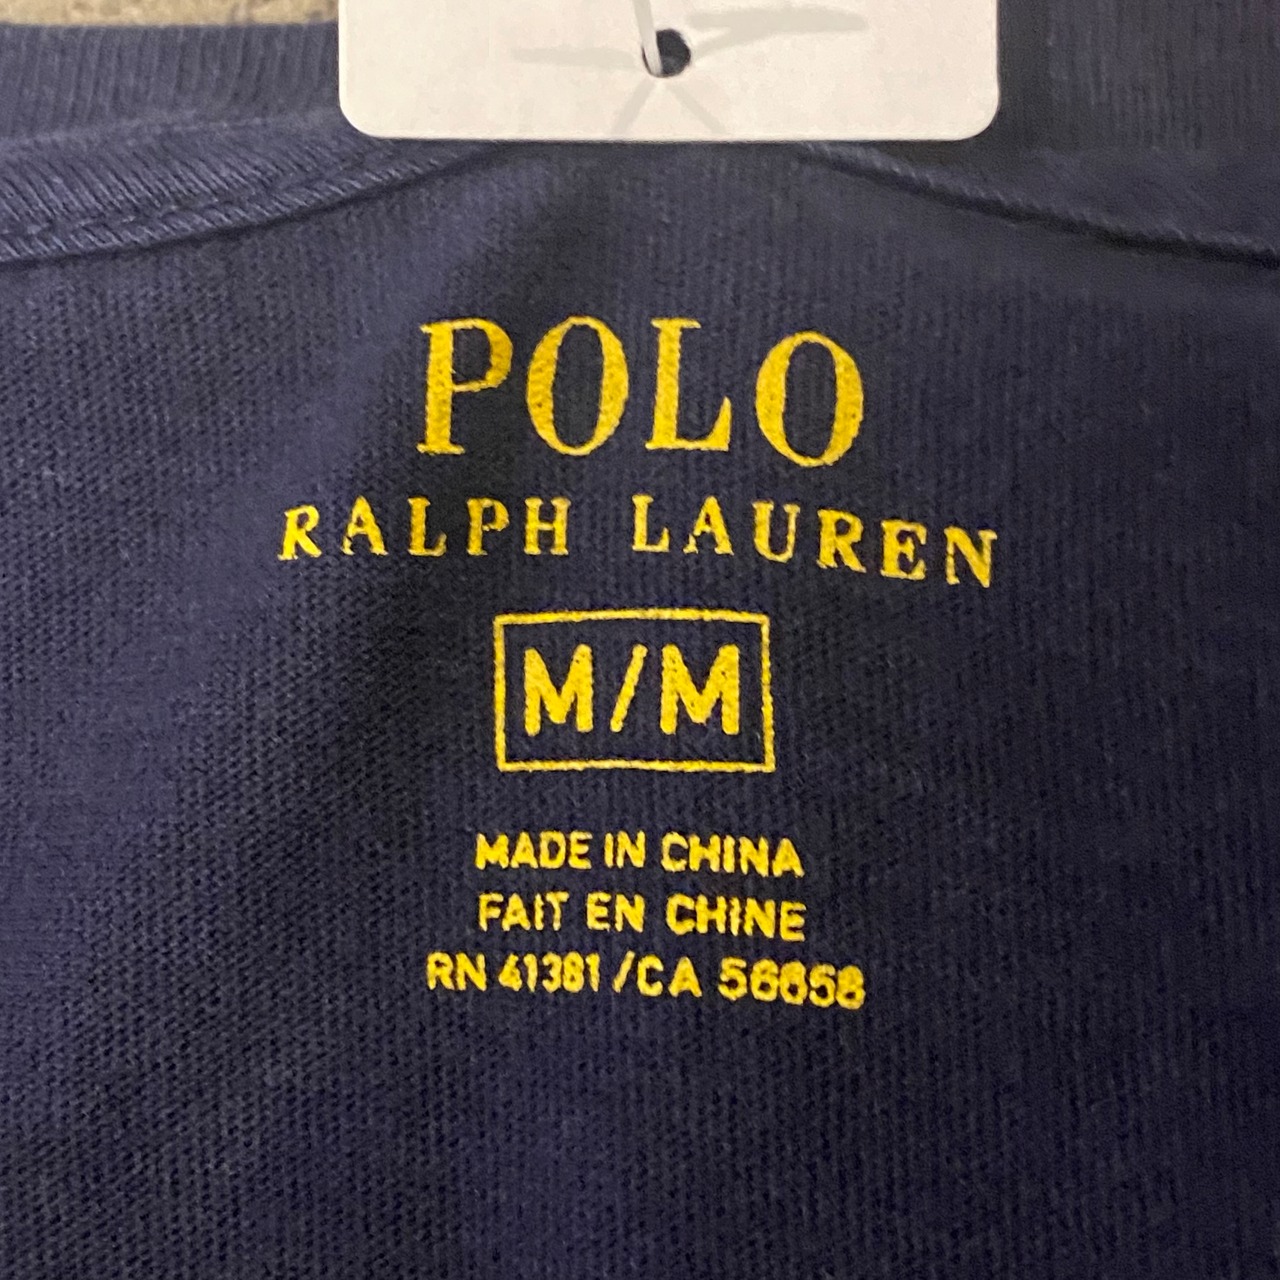 POLO
RALPH LAUREN
M/M
MADE IN CHINA
FAIT EN CHINE
RN 41381 /CA 56658